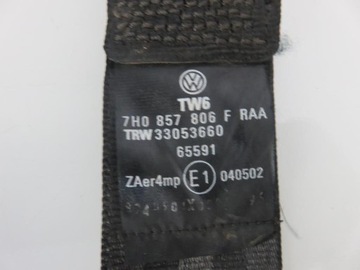 TW6
7H0 857 806 F RAA
TRW 33053660
65591
ZAer4mp E1 040502